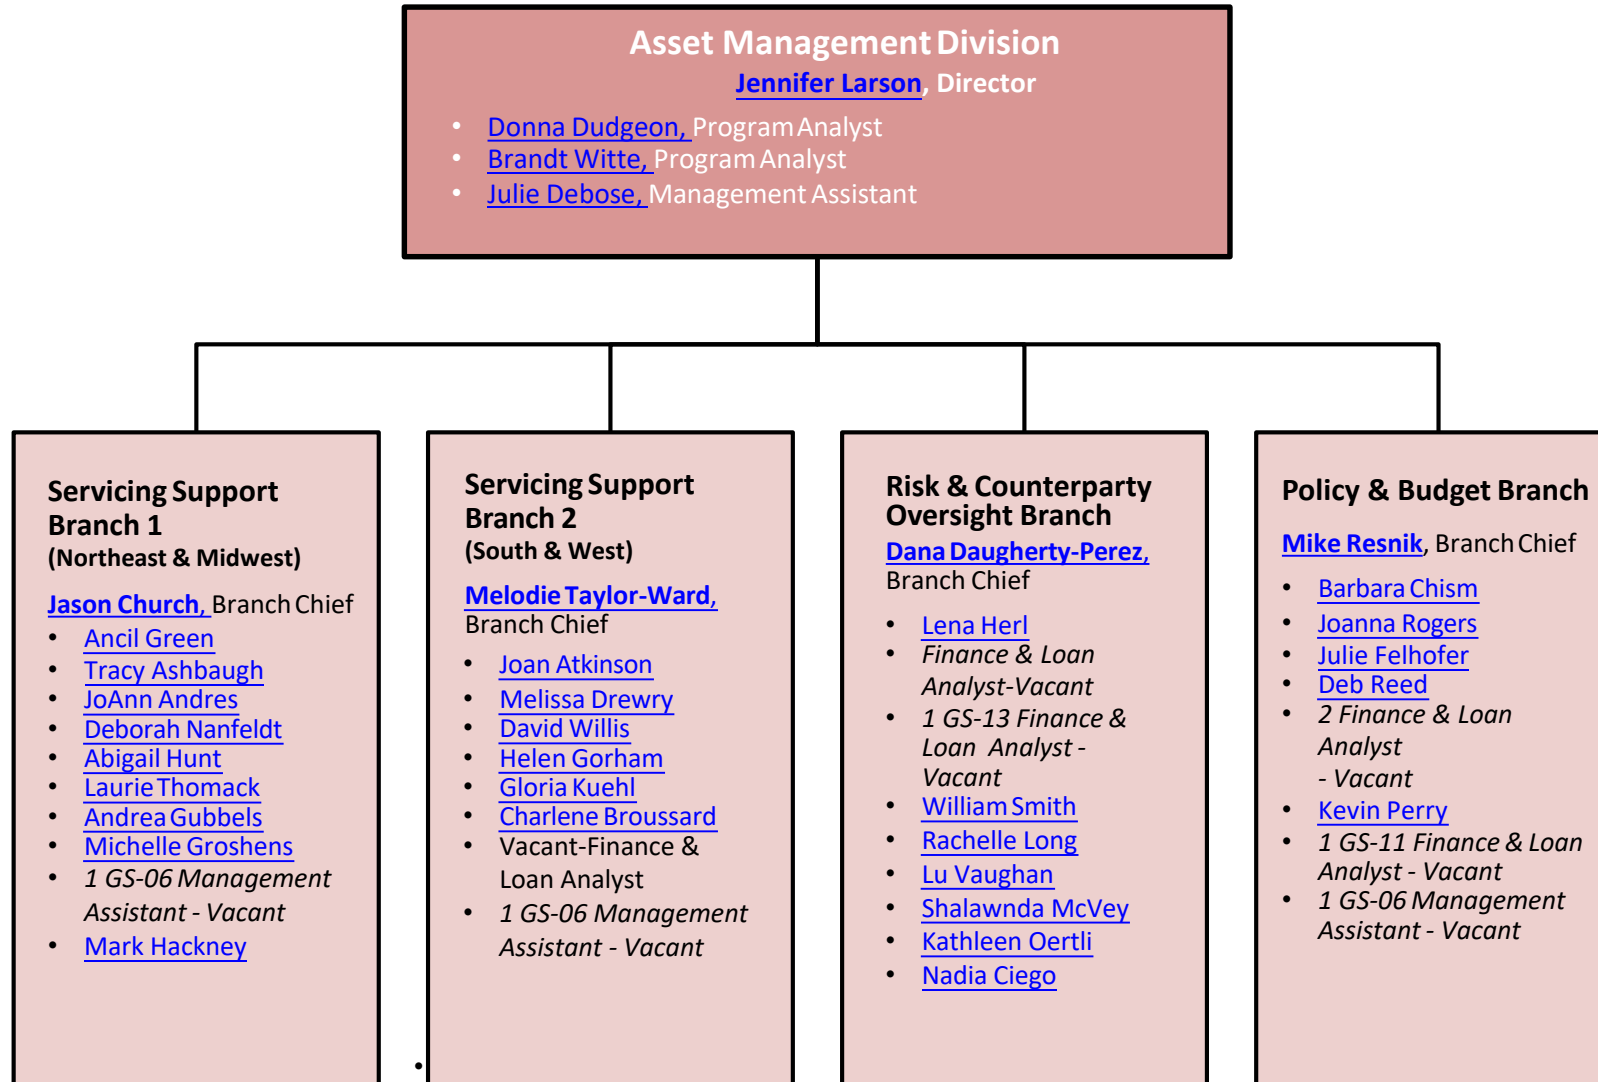 Asset Management Division
Jennifer Larson, Director
• Donna Dudgeon, Program Analyst
• Brandt Witte, Program Analyst
• Julie Debose, Management Assistant
Servicing Support
Branch 1
(Northeast & Midwest)
Jason Church, Branch Chief
• Ancil Green
• Tracy Ashbaugh
• JoAnn Andres
• Deborah Nanfeldt
• Abigail Hunt
• Laurie Thomack
• Andrea Gubbels
• Michelle Groshens
• 1 GS-06 Management
Assistant - Vacant
• Mark Hackney
•
Servicing Support
Branch 2
(South & West)
Melodie Taylor-Ward,
Branch Chief
• Joan Atkinson
• Melissa Drewry
• David Willis
• Helen Gorham
• Gloria Kuehl
• Charlene Broussard
• Vacant-Finance &
Loan Analyst
• 1 GS-06 Management
Assistant - Vacant
Risk & Counterparty
Oversight Branch
Dana Daugherty-Perez,
Branch Chief
• Lena Herl
• Finance & Loan
Analyst-Vacant
• 1 GS-13 Finance &
Loan Analyst -
Vacant
• William Smith
• Rachelle Long
• Lu Vaughan
• Shalawnda McVey
• Kathleen Oertli
• Nadia Ciego
Policy & Budget Branch
Mike Resnik, Branch Chief
• Barbara Chism
• Joanna Rogers
• Julie Felhofer
• Deb Reed
• 2 Finance & Loan
Analyst
- Vacant
• Kevin Perry
• 1 GS-11 Finance & Loan
Analyst - Vacant
• 1 GS-06 Management
Assistant - Vacant